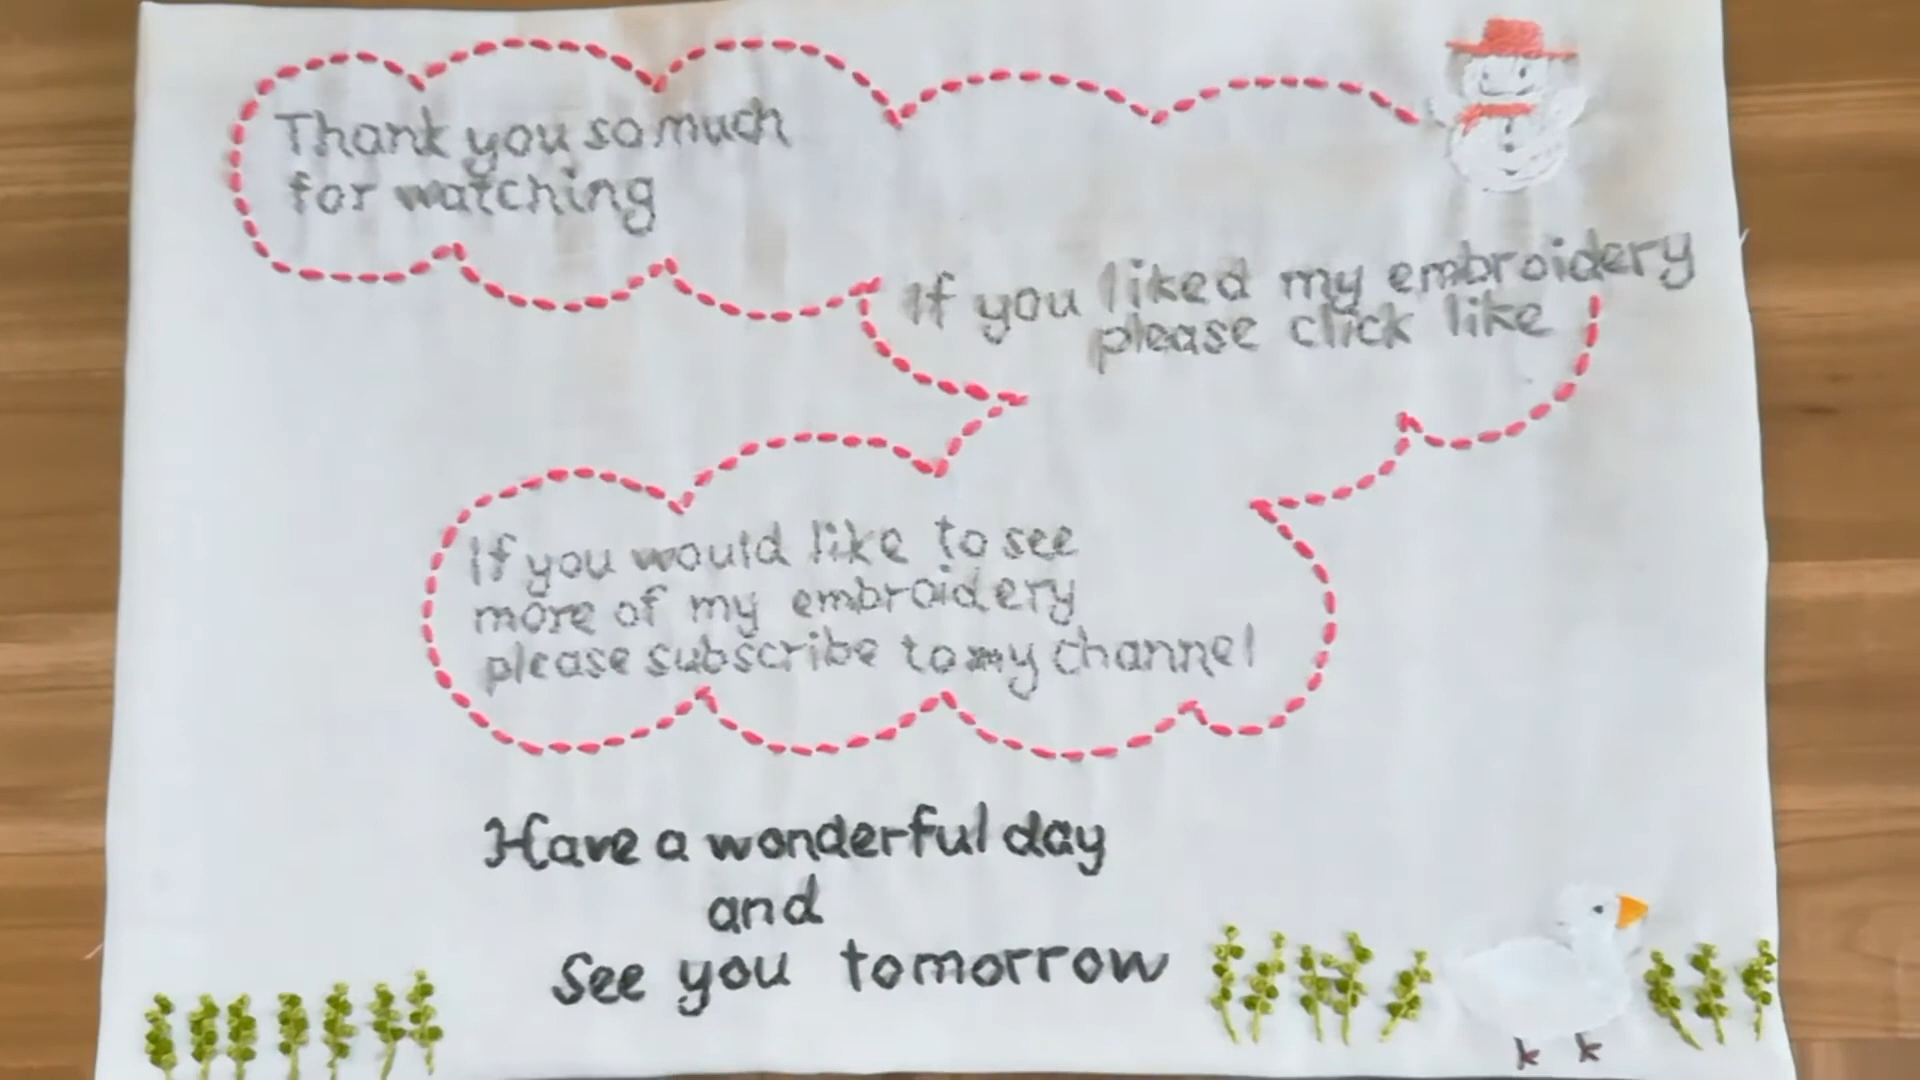 Thank you so much
for watching
If you liked my embroidery
please click like
If you would like to see
more of my embroidery
please subscribe to my channel
Have a wonderful day
and
See you tomorrow